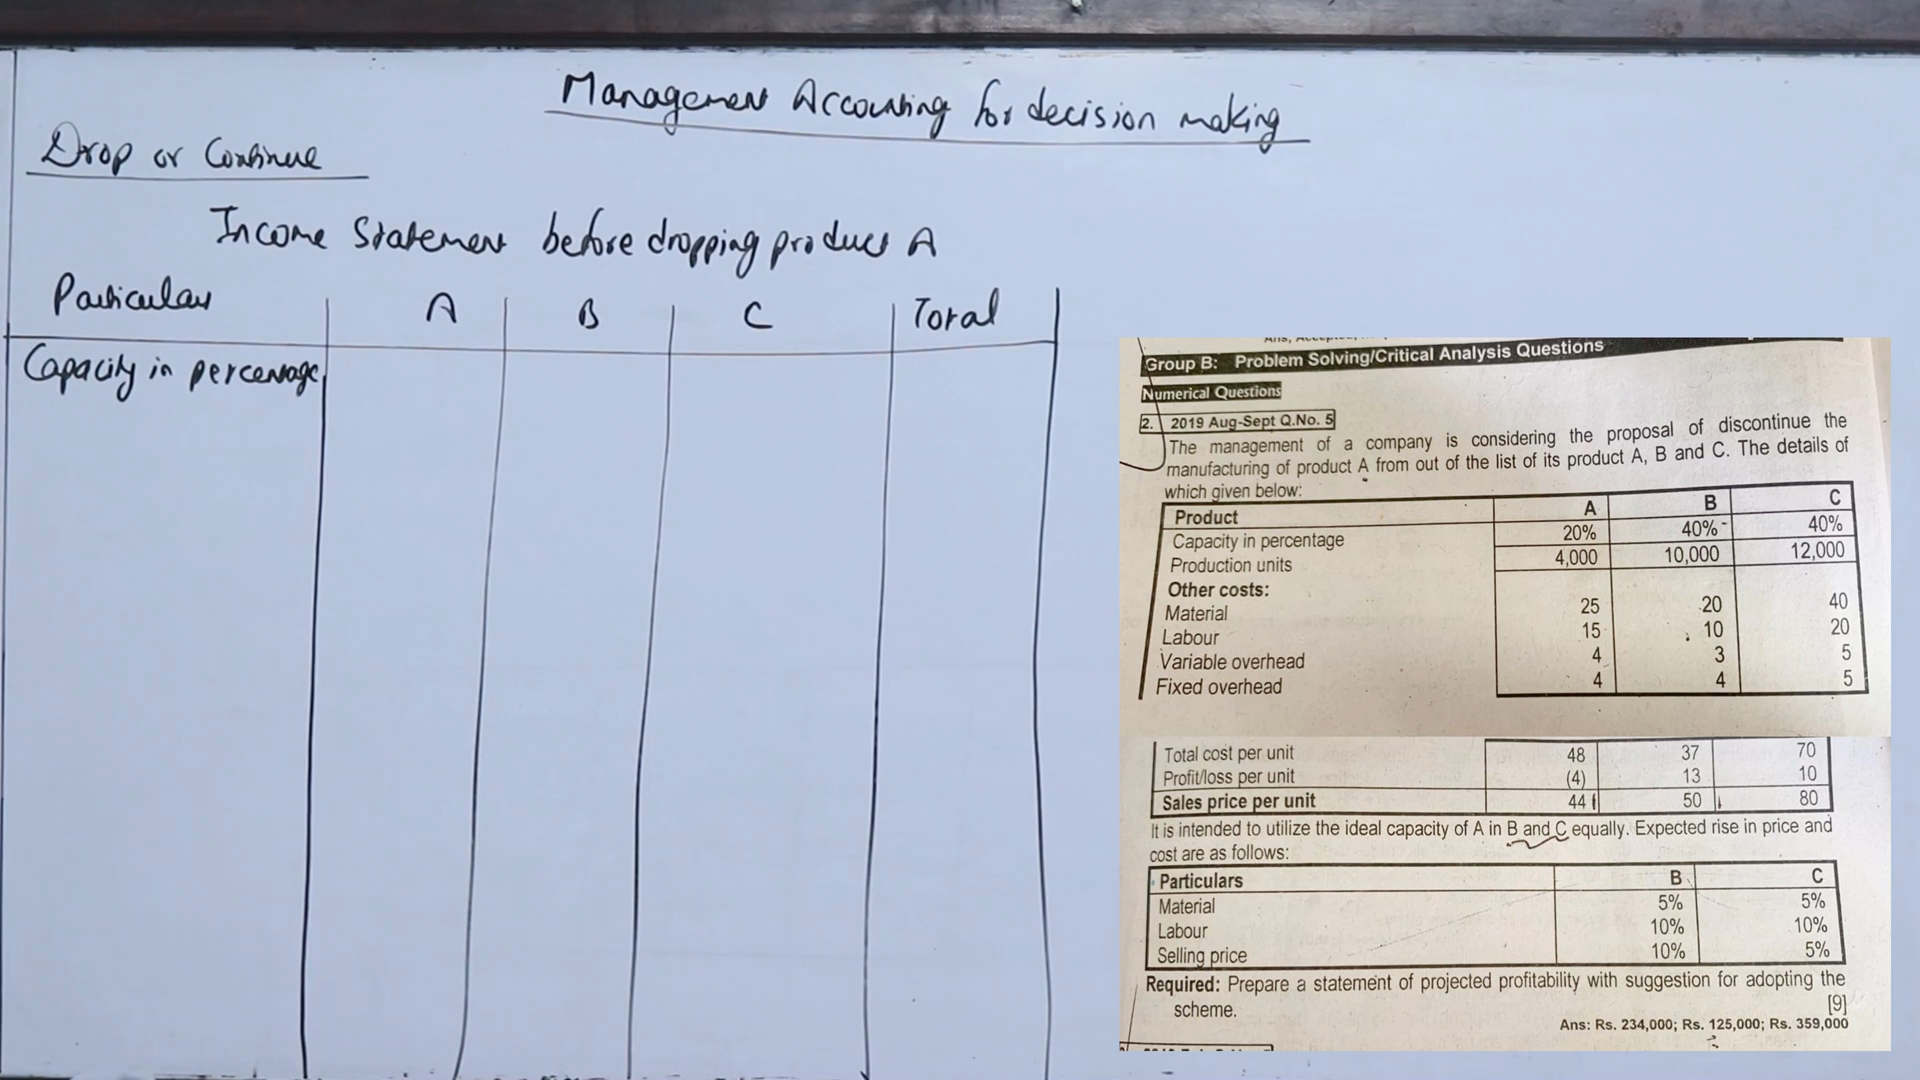 Management Accounting for decision making
Drop or Continue
Income Statement before dropping product A
Particulars A B C Total
Capacity in percentage
Group B: Problem Solving/Critical Analysis Questions
Numerical Questions
2. 2019 Aug-Sept Q.No. 5
The management of a company is considering the proposal of discontinue the
manufacturing of product A from out of the list of its product A, B and C. The details of
which given below:
Product A B C
Capacity in percentage 20% 40% 40%
Production units 4,000 10,000 12,000
Other costs:
Material 25 20 40
Labour 15 10 20
Variable overhead 4 3 5
Fixed overhead 4 4 5
Total cost per unit 48 37 70
Profit/loss per unit (4) 13 10
Sales price per unit 44 50 80
It is intended to utilize the ideal capacity of A in B and C equally. Expected rise in price and
cost are as follows:
Particulars B C
Material 5% 5%
Labour 10% 10%
Selling price 10% 5%
Required: Prepare a statement of projected profitability with suggestion for adopting the
scheme. [9]
Ans: Rs. 234,000; Rs. 125,000; Rs. 359,000